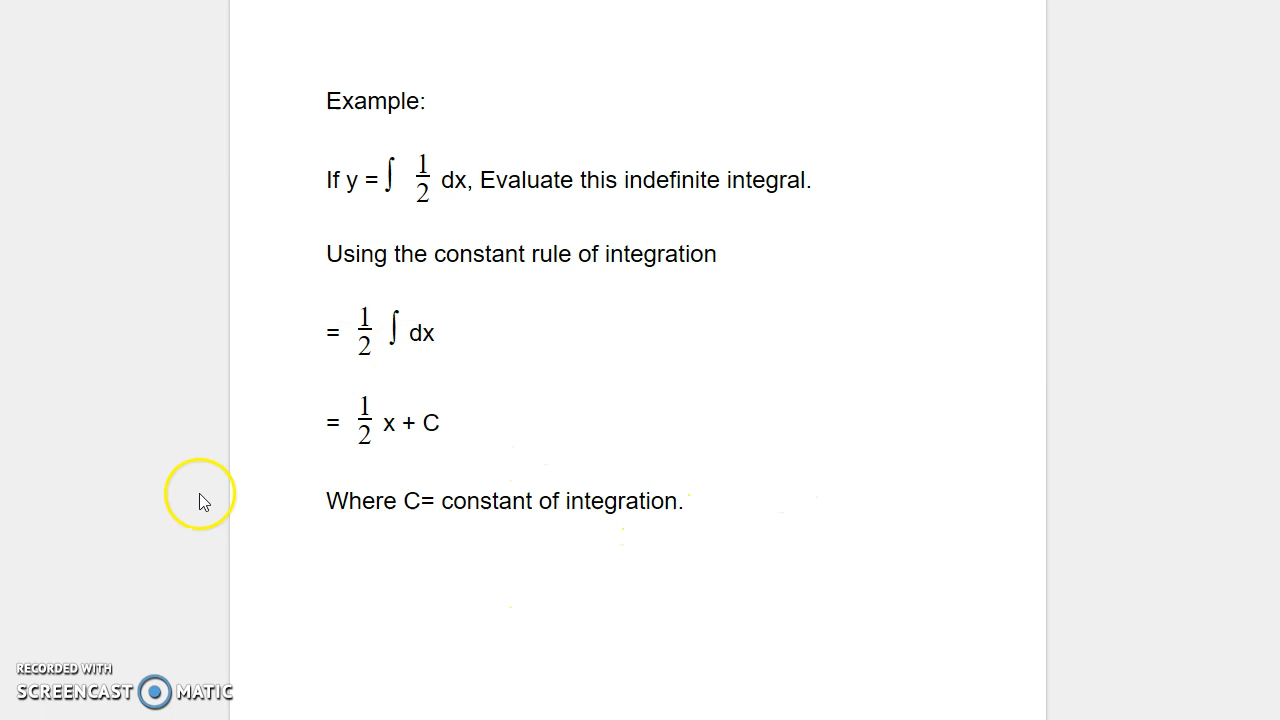 Example:
If y = ∫ 1/2 dx, Evaluate this indefinite integral.
Using the constant rule of integration
= 1/2 ∫ dx
= 1/2 x + C
Where C= constant of integration.
RECORDED WITH
SCREENCAST MATIC